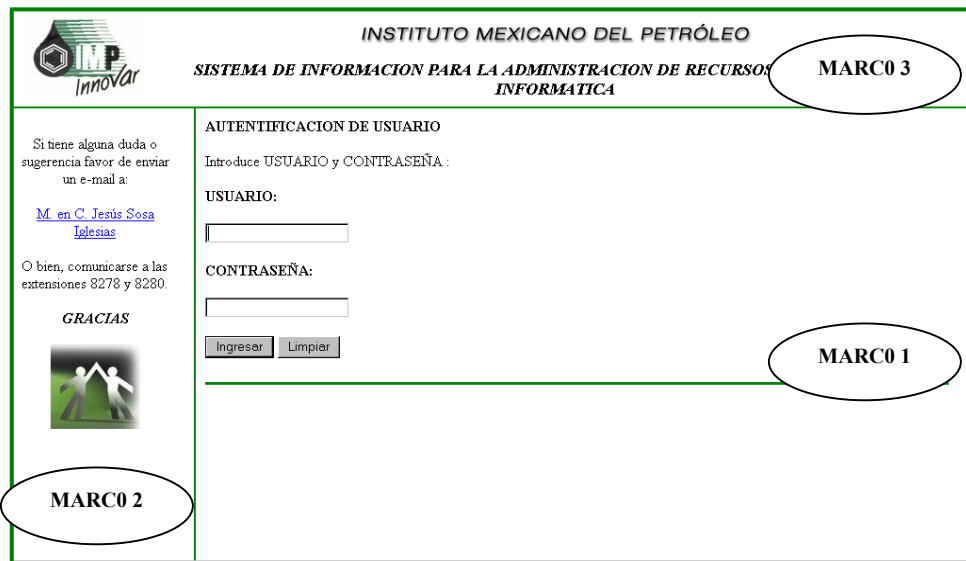 IMP
Innovar
INSTITUTO MEXICANO DEL PETRÓLEO
SISTEMA DE INFORMACION PARA LA ADMINISTRACION DE RECURSOS
INFORMATICA
MARC0 3
Si tiene alguna duda o
sugerencia favor de enviar
un e-mail a:
M. en C. Jesús Sosa
Iglesias
O bien, comunicarse a las
extensiones 8278 y 8280.
GRACIAS
MARC0 2
AUTENTIFICACION DE USUARIO
Introduce USUARIO y CONTRASEÑA :
USUARIO:
CONTRASEÑA:
Ingresar Limpiar
MARC0 1